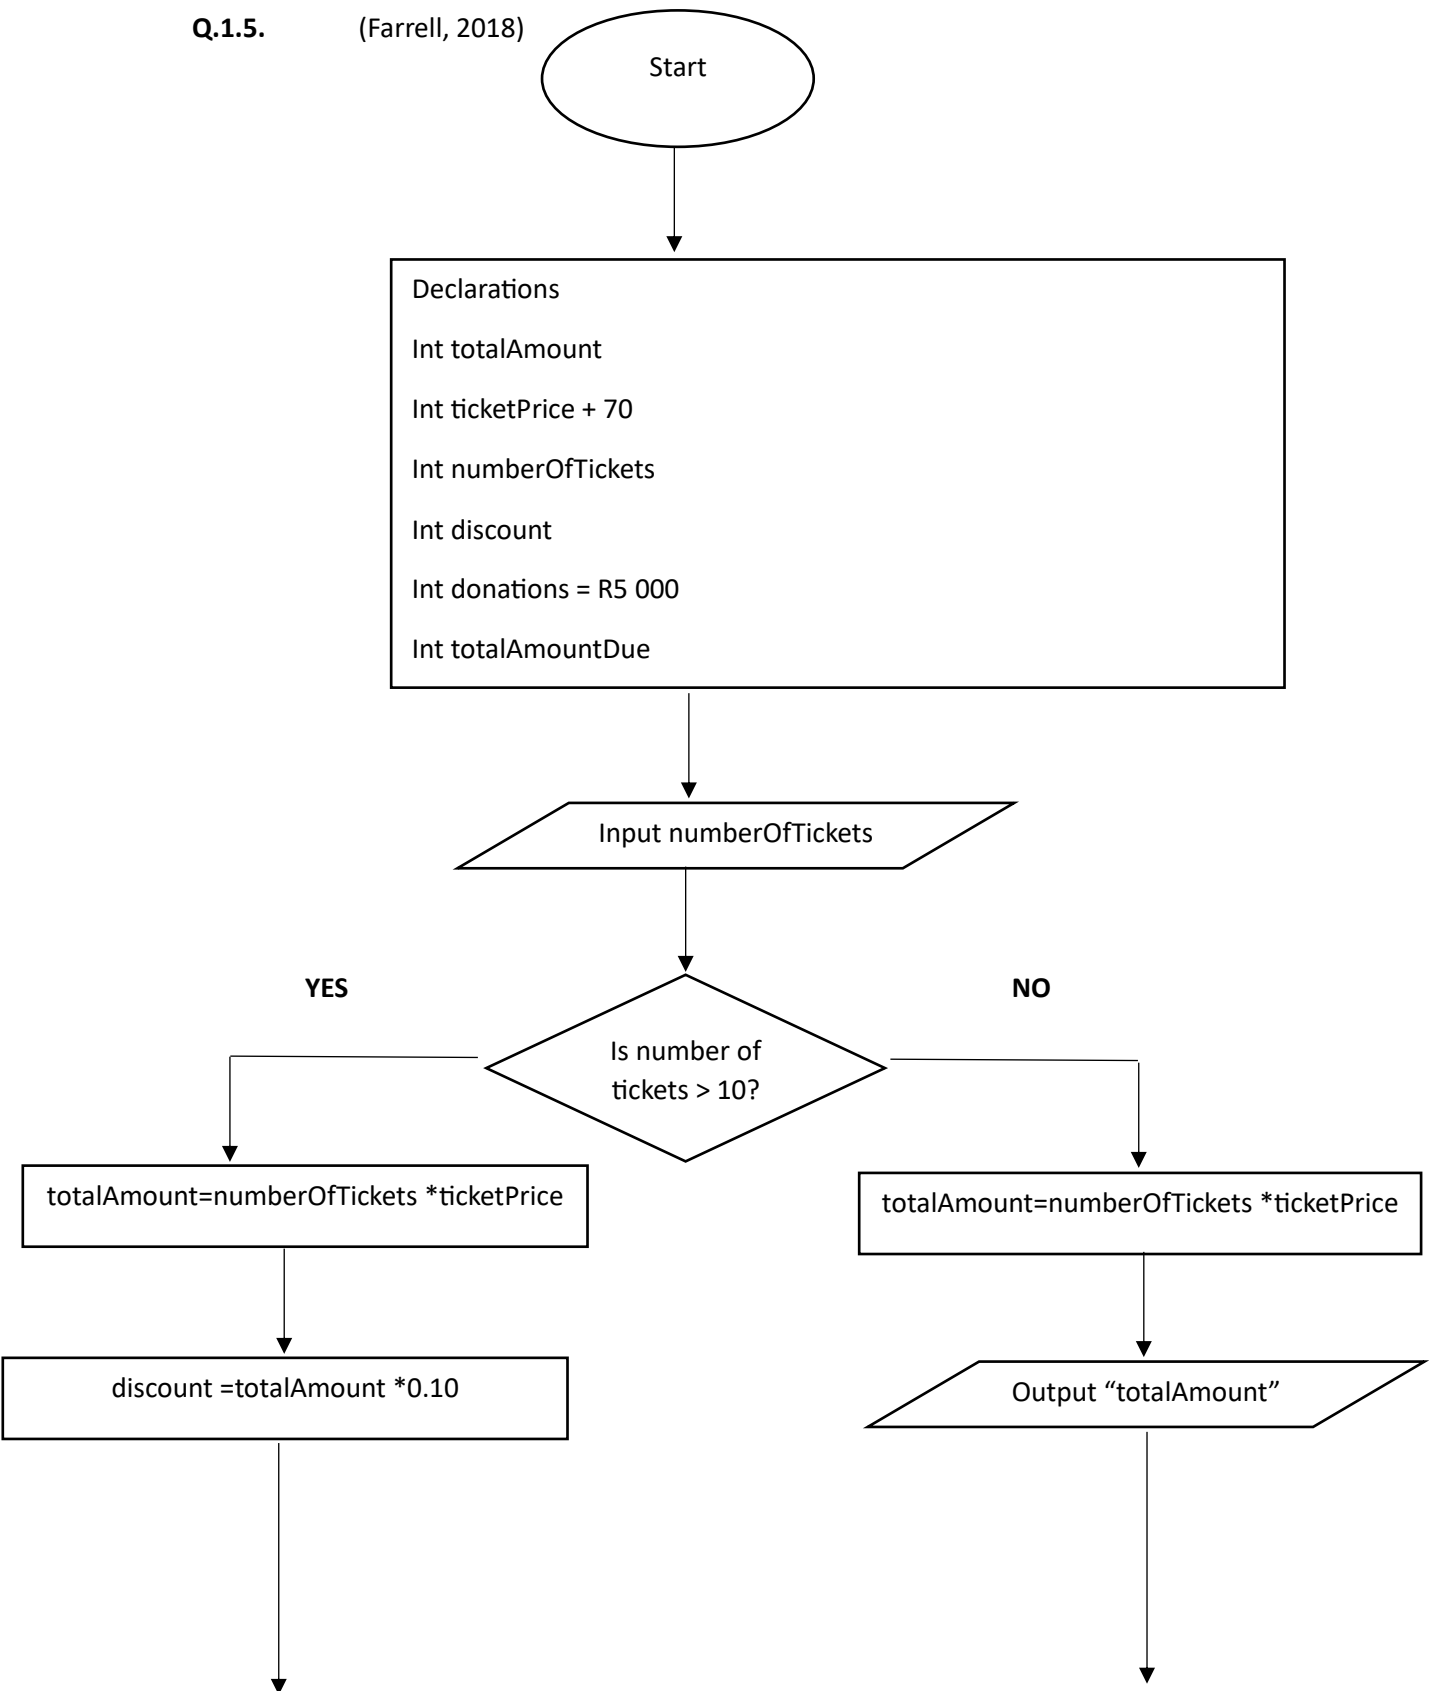 Q.1.5. (Farrell, 2018)
Start
Declarations
Int totalAmount
Int ticketPrice + 70
Int numberOfTickets
Int discount
Int donations = R5 000
Int totalAmountDue
Input numberOfTickets
YES
NO
Is number of
tickets > 10?
totalAmount=numberOfTickets *ticketPrice
totalAmount=numberOfTickets *ticketPrice
discount =totalAmount *0.10
Output “totalAmount”